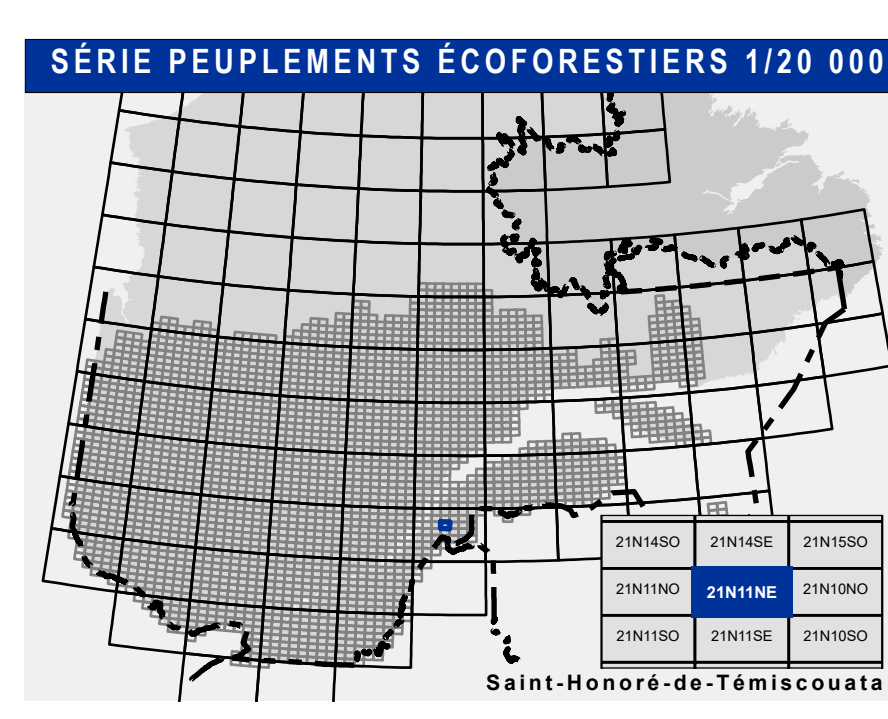 SÉRIE PEUPLEMENTS ÉCOFORESTIERS 1/20 000
21N14SO 21N14SE 21N15SO
21N11NO 21N11NE 21N10NO
21N11SO 21N11SE 21N10SO
Saint-Honoré-de-Témiscouata